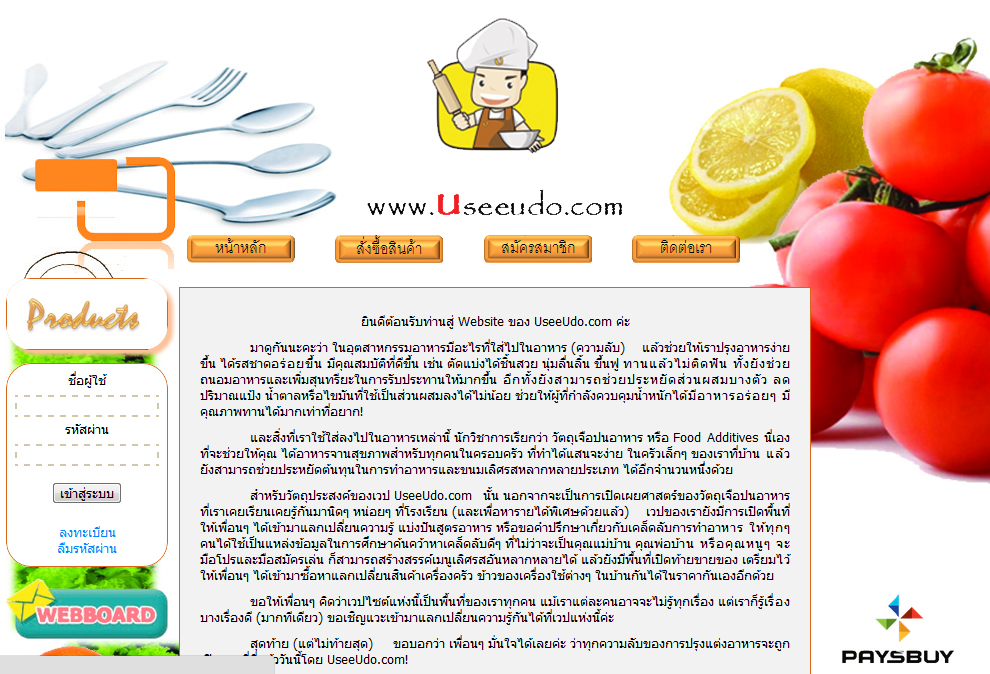 www.Useeudo.com
หน้าหลัก
สั่งซื้อสินค้า
สมัครสมาชิก
ติดต่อเรา
Products
ชื่อผู้ใช้
รหัสผ่าน
เข้าสู่ระบบ
ลงทะเบียน
ลืมรหัสผ่าน
WEBBOARD
ยินดีต้อนรับท่านสู่ Website ของ UseeUdo.com ค่ะ
มาดูกันนะคะว่า ในอุตสาหกรรมอาหารมีอะไรที่ใส่ไปในอาหาร (ความลับ) แล้วช่วยให้เราปรุงอาหารง่าย
ขึ้น ได้รสชาตอร่อยขึ้น มีคุณสมบัติที่ดีขึ้น เช่น ตัดแบ่งได้ชิ้นสวย นุ่มลื่นลิ้น ขึ้นฟู ทานแล้วไม่ติดฟัน ทั้งยังช่วย
ถนอมอาหารและเพิ่มสุนทรียะในการรับประทานให้มากขึ้น อีกทั้งยังสามารถช่วยประหยัดส่วนผสมบางตัว ลด
ปริมาณแป้ง น้ำตาลหรือไขมันที่ใช้เป็นส่วนผสมลงได้ไม่น้อย ช่วยให้ผู้ที่กำลังควบคุมน้ำหนักได้มีอาหารอร่อยๆ มี
คุณภาพทานได้มากเท่าที่อยาก!
และสิ่งที่เราใช้ใส่ลงไปในอาหารเหล่านี้ นักวิชาการเรียกว่า วัตถุเจือปนอาหาร หรือ Food Additives นี่เอง
ที่จะช่วยให้คุณ ได้อาหารจานสุขภาพสำหรับทุกคนในครอบครัว ที่ทำได้แสนจะง่าย ในครัวเล็กๆ ของเราที่บ้าน แล้ว
ยังสามารถช่วยประหยัดต้นทุนในการทำอาหารและขนมเลิศรสหลากหลายประเภท ได้อีกจำนวนหนึ่งด้วย
สำหรับวัตถุประสงค์ของเวป UseeUdo.com นั้น นอกจากจะเป็นการเปิดเผยศาสตร์ของวัตถุเจือปนอาหาร
ที่เราเคยเรียนเคยรู้กันมานิดๆ หน่อยๆ ที่โรงเรียน (และเพื่อหารายได้พิเศษด้วยแล้ว) เวปของเรายังมีการเปิดพื้นที่
ให้เพื่อนๆ ได้เข้ามาแลกเปลี่ยนความรู้ แบ่งปันสูตรอาหาร หรือขอคำปรึกษาเกี่ยวกับเคล็ดลับการทำอาหาร ให้ทุกๆ
คนได้ใช้เป็นแหล่งข้อมูลในการศึกษาค้นคว้าหาเคล็ดลับดีๆ ที่ไม่ว่าจะเป็นคุณแม่บ้าน คุณพ่อบ้าน หรือคุณหนูๆ จะ
มือโปรและมือสมัครเล่น ก็สามารถสร้างสรรค์เมนูเลิศรสอันหลากหลายได้ แล้วยังมีพื้นที่เปิดท้ายขายของ เตรียมไว้
ให้เพื่อนๆ ได้เข้ามาซื้อหาแลกเปลี่ยนสินค้าเครื่องครัว ข้าวของเครื่องใช้ต่างๆ ในบ้านกันได้ในราคากันเองอีกด้วย
ขอให้เพื่อนๆ คิดว่าเวปไซด์แห่งนี้เป็นพื้นที่ของเราทุกคน แม้เราแต่ละคนอาจจะไม่รู้ทุกเรื่อง แต่เราก็รู้เรื่อง
บางเรื่องดี (มากทีเดียว) ขอเชิญแวะเข้ามาแลกเปลี่ยนความรู้กันได้ที่เวปแห่งนี้ค่ะ
สุดท้าย (แต่ไม่ท้ายสุด) ขอบอกว่า เพื่อนๆ มั่นใจได้เลยค่ะ ว่าทุกความลับของการปรุงแต่งอาหารจะถูก
วันนี้โดย UseeUdo.com!
PAYSBUY